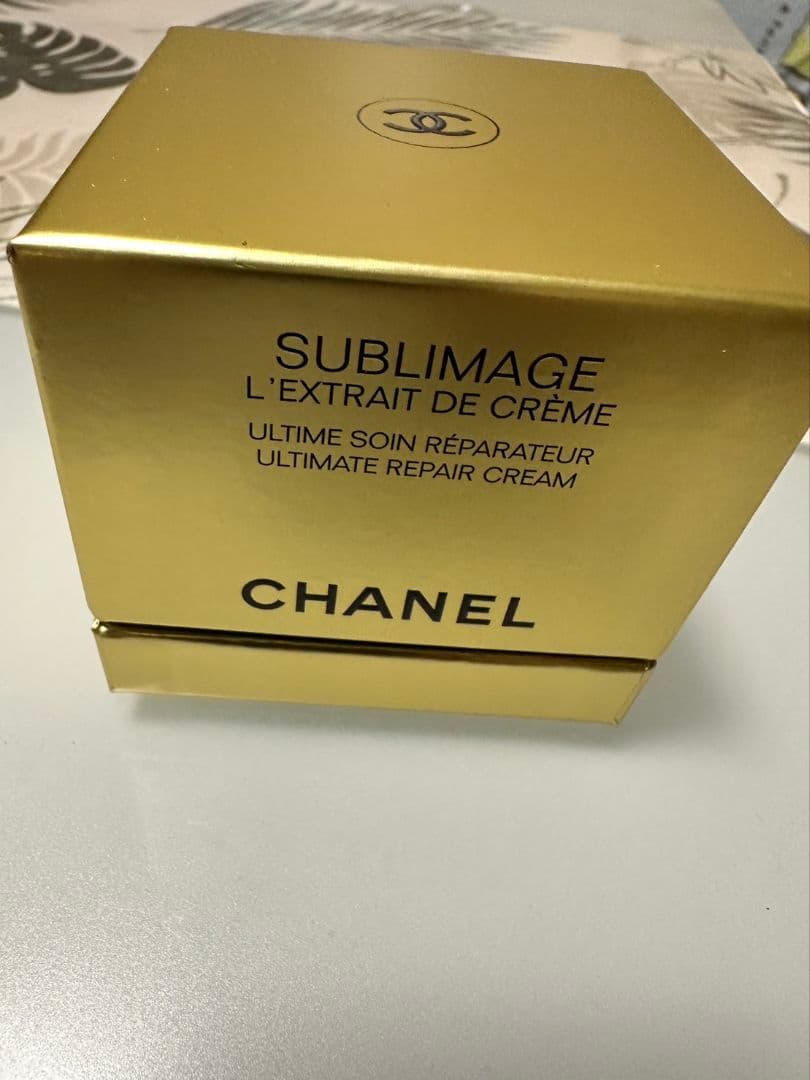 SUBLIMAGE
L'EXTRAIT DE CRÈME
ULTIME SOIN RÉPARATEUR
ULTIMATE REPAIR CREAM
CHANEL